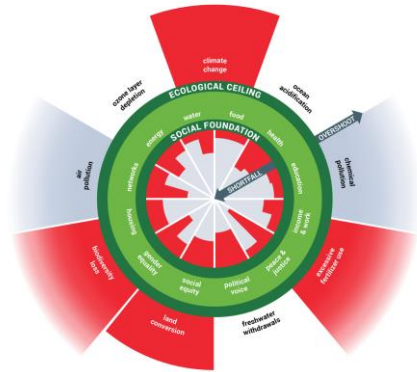 climate
change
ozone layer
depletion
ocean
acidification
ECOLOGICAL CEILING
OVERSHOOT
water
food
energy
health
SOCIAL FOUNDATION
air
pollution
networks
SHORTFALL
education
chemical
pollution
housing
income
& work
gender
equality
peace &
justice
social
equity
political
voice
biodiversity
loss
excessive
fertilizer use
land
conversion
freshwater
withdrawals